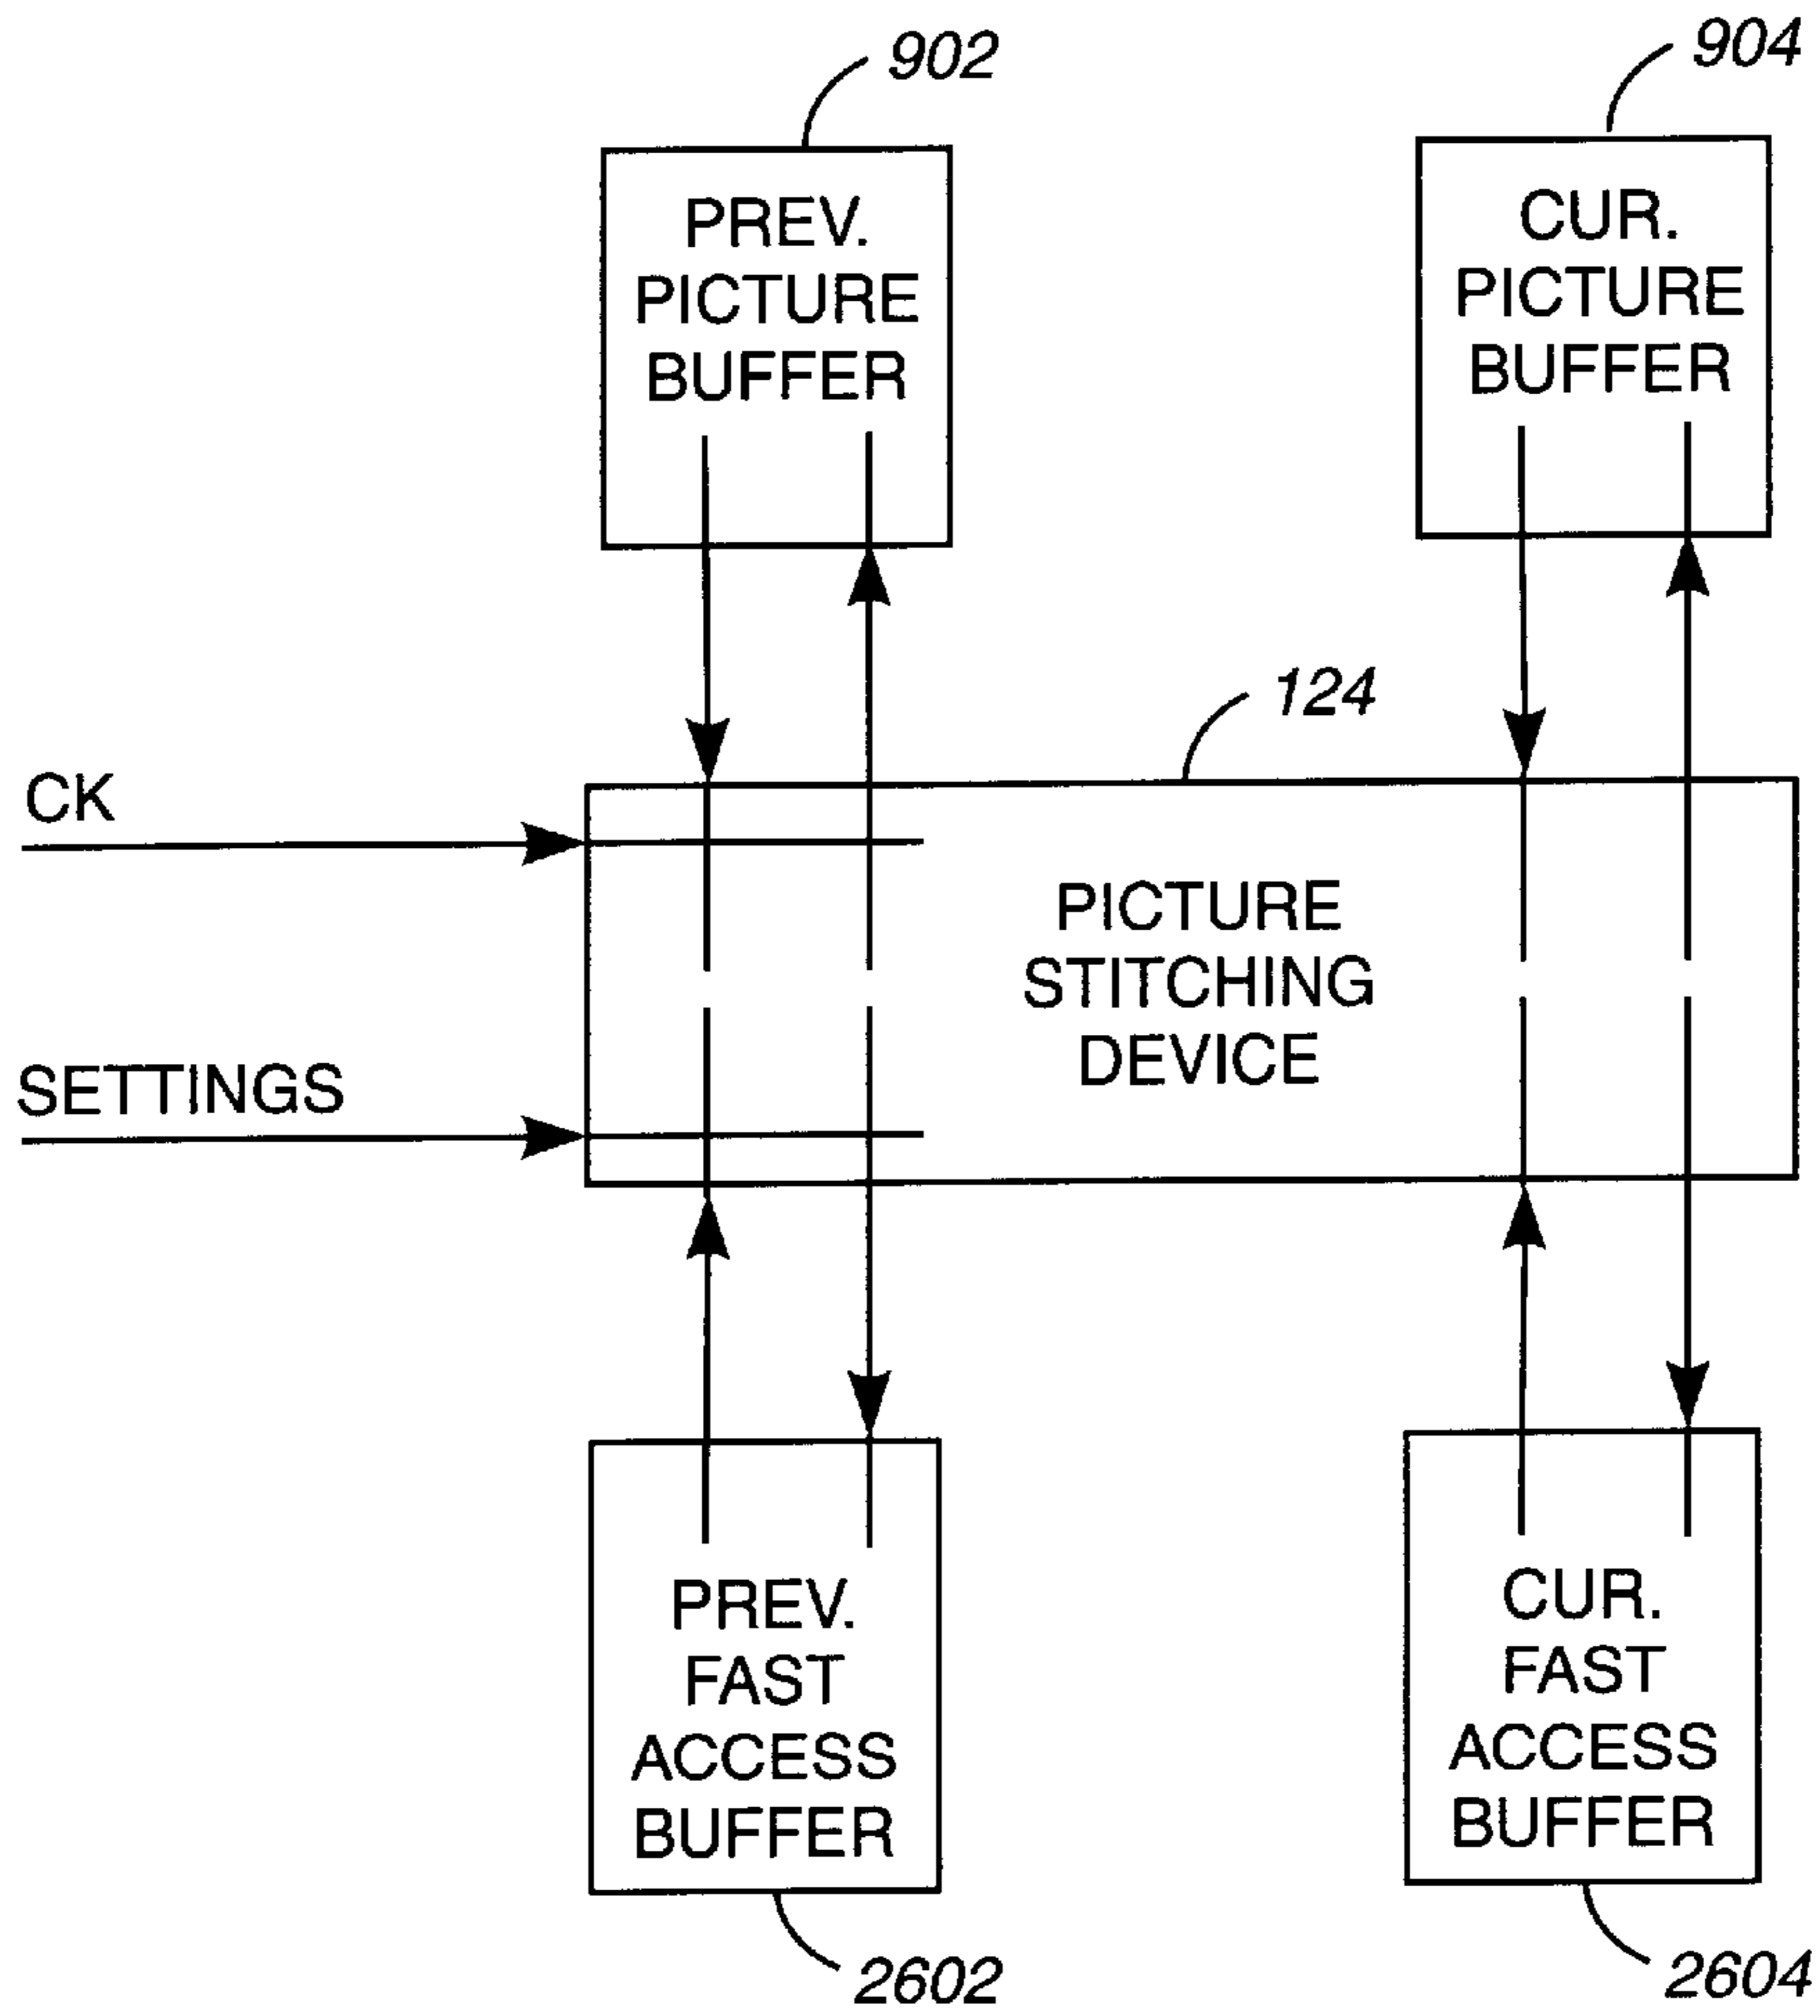 902
904
PREV.
PICTURE
BUFFER
CUR.
PICTURE
BUFFER
124
CK
PICTURE
STITCHING
DEVICE
SETTINGS
PREV.
FAST
ACCESS
BUFFER
CUR.
FAST
ACCESS
BUFFER
2602
2604